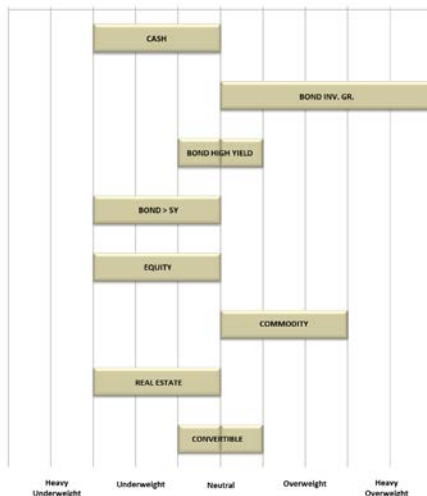 CASH
BOND INV. GR.
BOND HIGH YIELD
BOND > 5Y
EQUITY
COMMODITY
REAL ESTATE
CONVERTIBLE
Heavy Underweight Neutral Overweight Heavy
Underweight Overweight